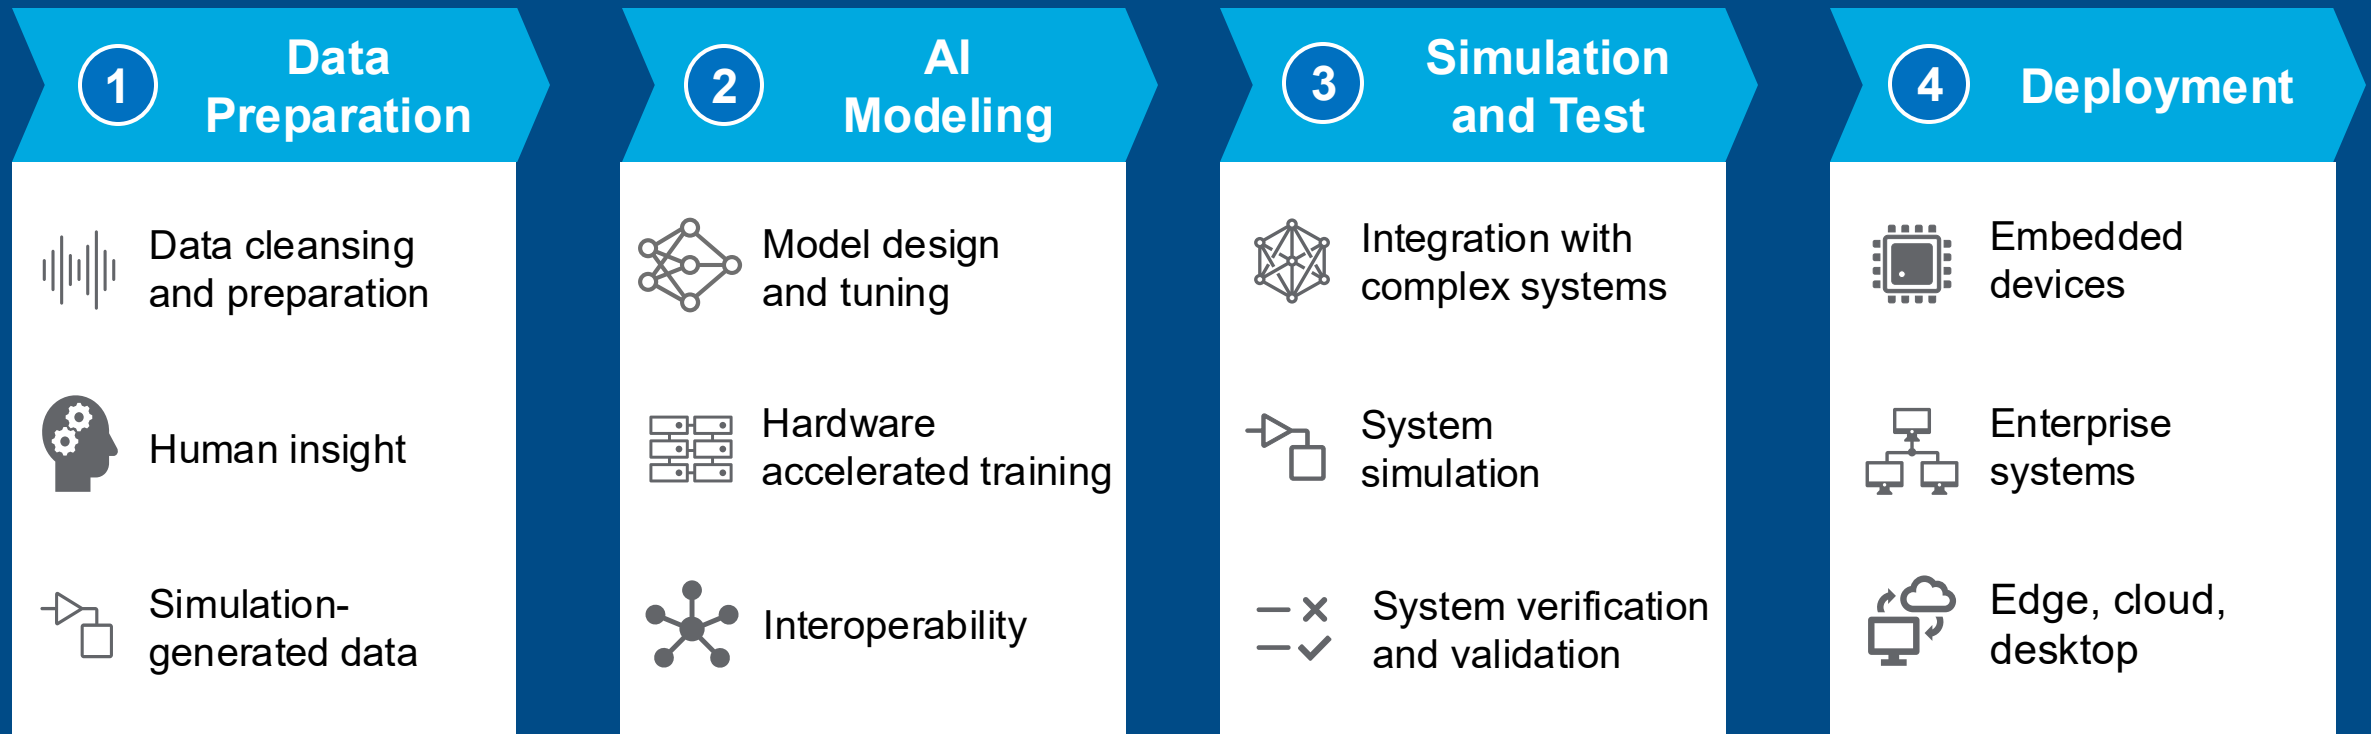 1
Data
Preparation
Data cleansing
and preparation
Human insight
Simulation-
generated data
2
AI
Modeling
Model design
and tuning
Hardware
accelerated training
Interoperability
3
Simulation
and Test
Integration with
complex systems
System
simulation
System verification
and validation
4
Deployment
Embedded
devices
Enterprise
systems
Edge, cloud,
desktop